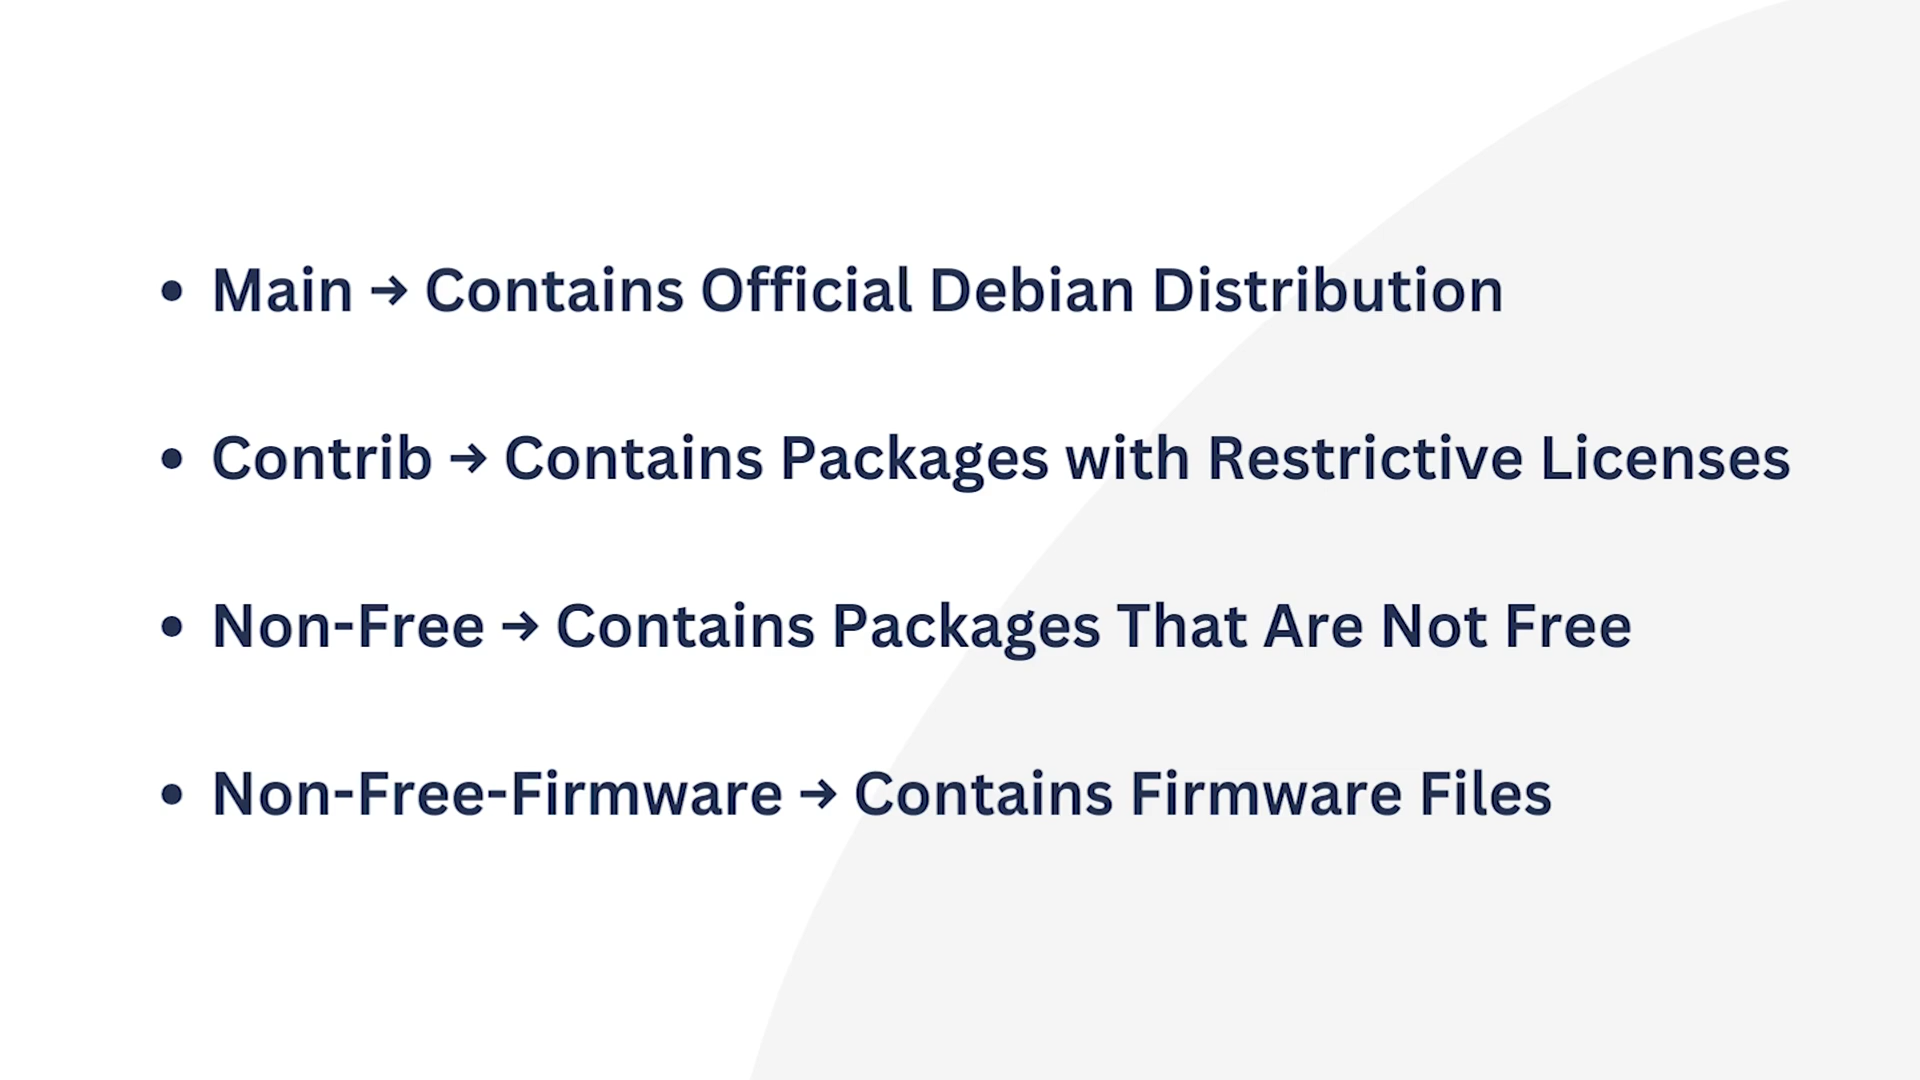 • Main → Contains Official Debian Distribution
• Contrib → Contains Packages with Restrictive Licenses
• Non-Free → Contains Packages That Are Not Free
• Non-Free-Firmware → Contains Firmware Files